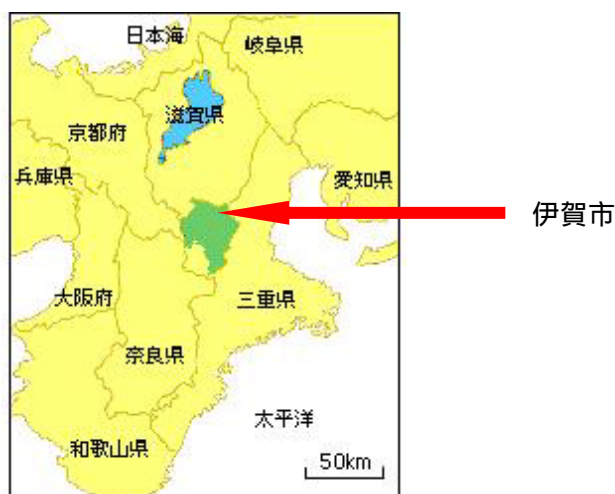 日本海
岐阜県
滋賀県
京都府
兵庫県
愛知県
伊賀市
大阪府
三重県
奈良県
太平洋
和歌山県
50km